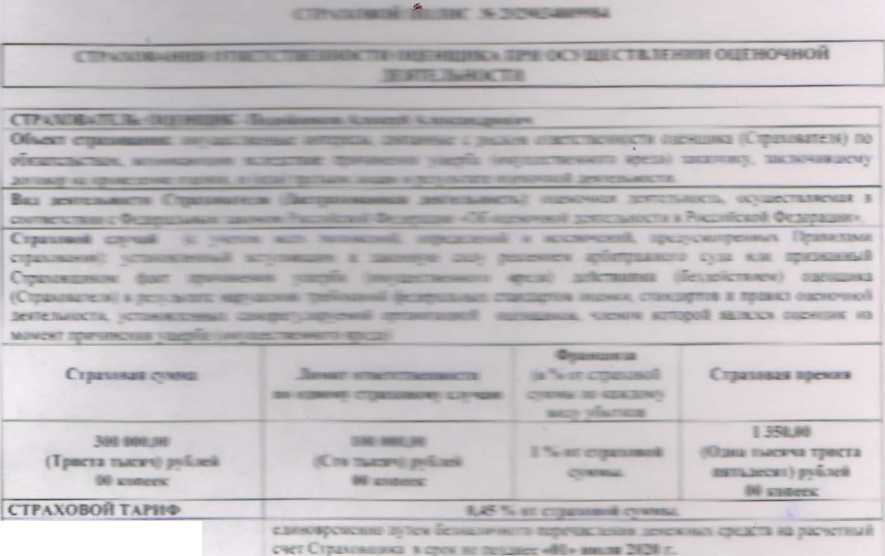 СТРАХОВОЙ ПОЛИС №
СТРАХОВАНИЕ ОТВЕТСТВЕННОСТИ ОЦЕНЩИКА ПРИ ОСУЩЕСТВЛЕНИИ ОЦЕНОЧНОЙ
ДЕЯТЕЛЬНОСТИ
СТРАХОВАТЕЛЬ: ОЦЕНЩИК Алексей Александрович
Объект страхования: имущественные интересы, связанные с риском ответственности оценщика (Страхователя) по
обязательствам, возникающим вследствие причинения ущерба (имущественного вреда) заказчику, заключившему
договор на проведение оценки, и (или) третьим лицам в результате оценочной деятельности.
Вид деятельности Страхователя (Застрахованная деятельность): оценочная деятельность, осуществляемая в
соответствии с Федеральным законом Российской Федерации «Об оценочной деятельности в Российской Федерации».
Страховой случай (с учетом всех положений, определений и исключений, предусмотренных Правилами
страхования): установленный вступившим в законную силу решением арбитражного суда или признанный
Страховщиком факт причинения ущерба (имущественного вреда) действиями (бездействием) оценщика
(Страхователя) в результате нарушения требований федеральных стандартов оценки, стандартов и правил оценочной
деятельности, установленных саморегулируемой организацией оценщиков, членом которой являлся оценщик на
момент причинения ущерба (имущественного вреда)
Страховая сумма
Лимит ответственности
по одному страховому случаю
Франшиза
(в % от страховой
суммы по каждому
виду убытков
Страховая премия
300 000,00
(Триста тысяч) рублей
00 копеек
100 000,00
(Сто тысяч) рублей
00 копеек
1 % от страховой
суммы.
1 350,00
(Одна тысяча триста
пятьдесят) рублей
00 копеек
СТРАХОВОЙ ТАРИФ
0,45 % от страховой суммы.
единовременно путем безналичного перечисления денежных средств на расчетный
счет Страховщика в срок не позднее «01» июля 2020 г.